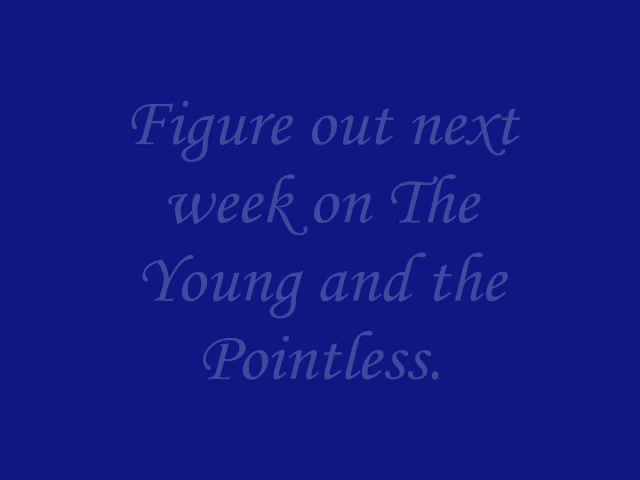 Figure out next
week on The
Young and the
Pointless.